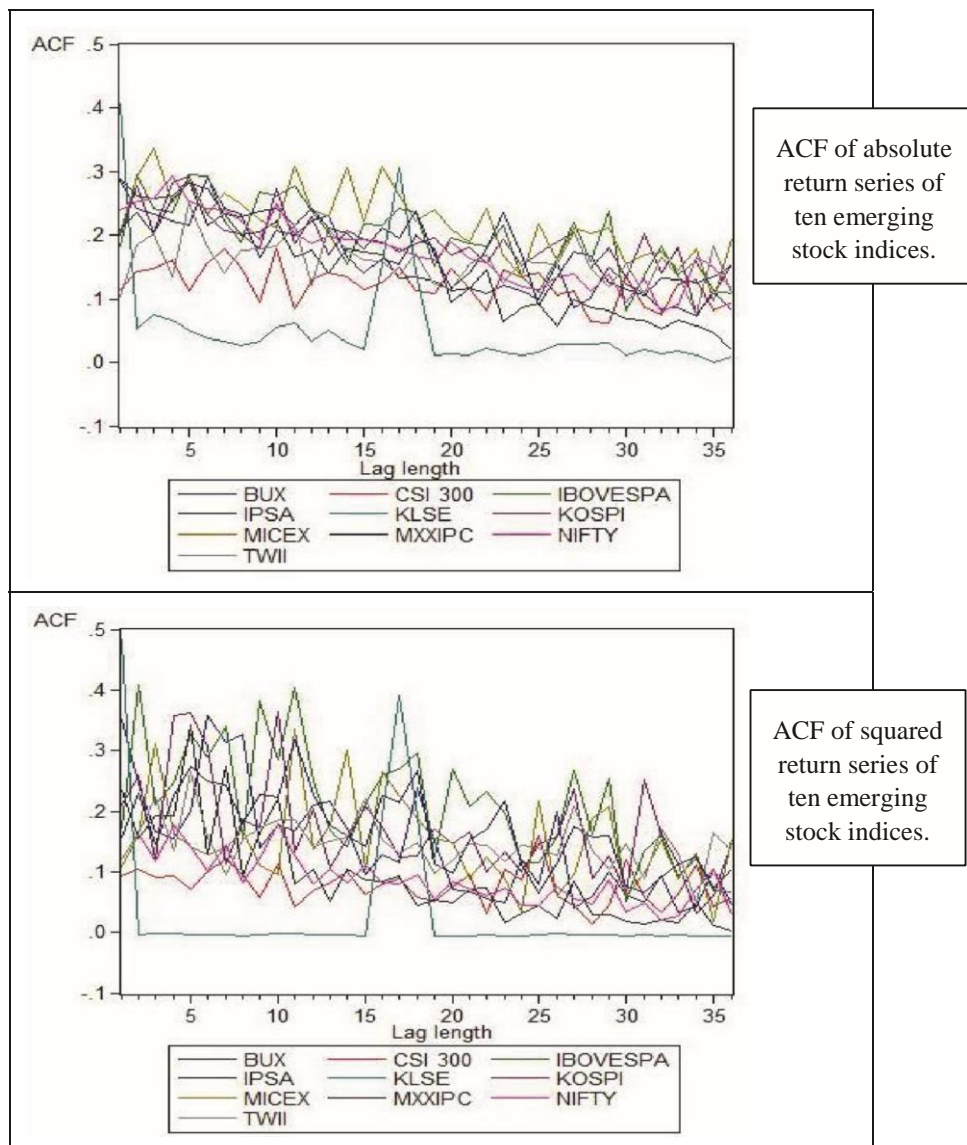 ACF
.5
.4
.3
.2
.1
.0
-.1
5 10 15 20 25 30 35
Lag length
BUX CSI 300 IBOVESPA
IPSA KLSE KOSPI
MICEX MXXIPC NIFTY
TWII
ACF of absolute
return series of
ten emerging
stock indices.
ACF
.5
.4
.3
.2
.1
.0
-.1
5 10 15 20 25 30 35
Lag length
BUX CSI 300 IBOVESPA
IPSA KLSE KOSPI
MICEX MXXIPC NIFTY
TWII
ACF of squared
return series of
ten emerging
stock indices.